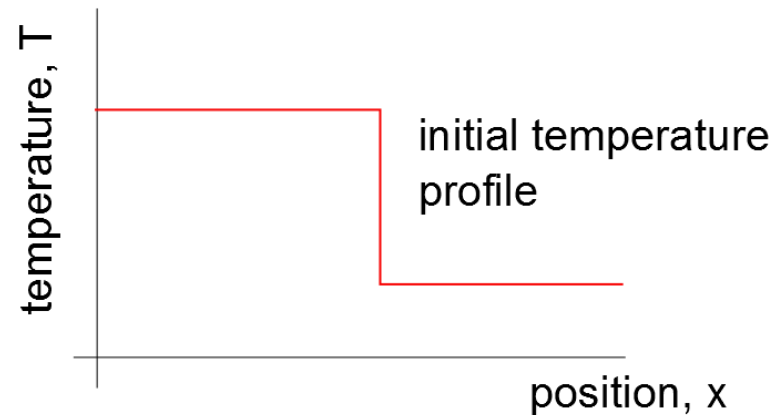 temperature, T
initial temperature
profile
position, x